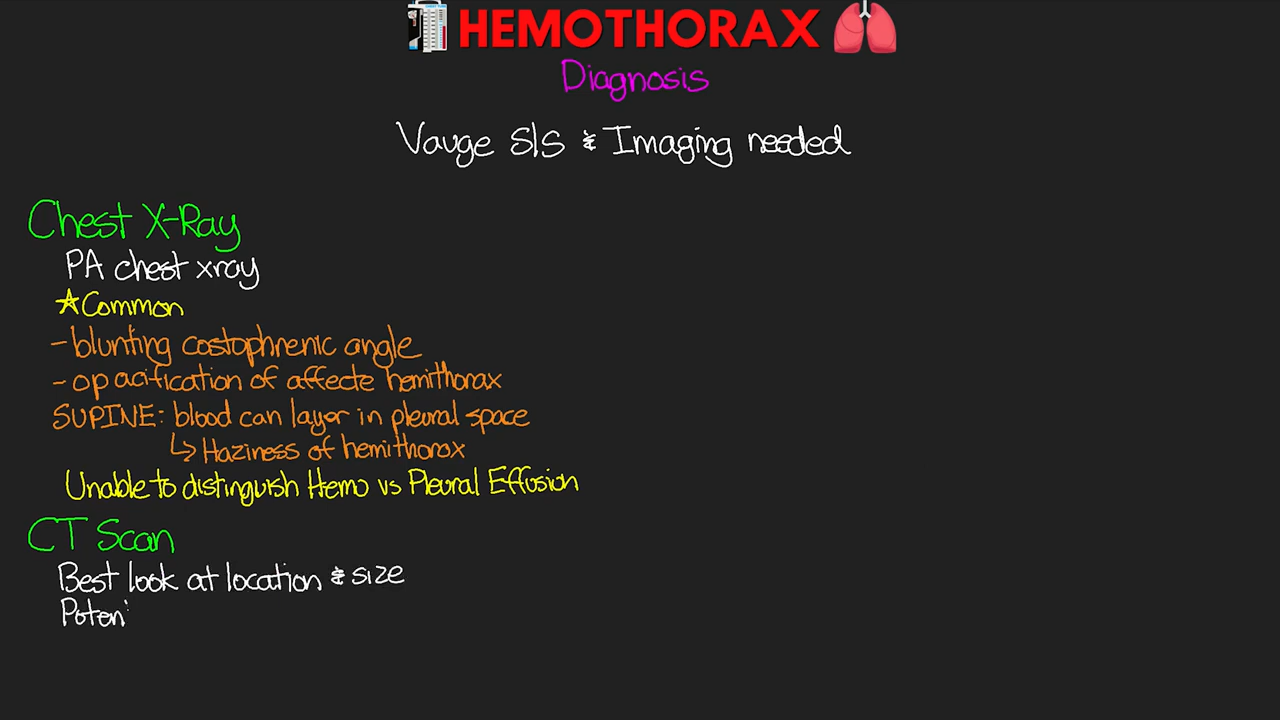 HEMOTHORAX
Diagnosis
Vauge S/S & Imaging needed
Chest X-Ray
PA chest xray
★Common
-blunting costophrenic angle
-opacification of affecte hemithorax
SUPINE: blood can layer in pleural space
↳ Haziness of hemithorax
Unable to distinguish Hemo vs Pleural Effusion
CT Scan
Best look at location & size
Poten